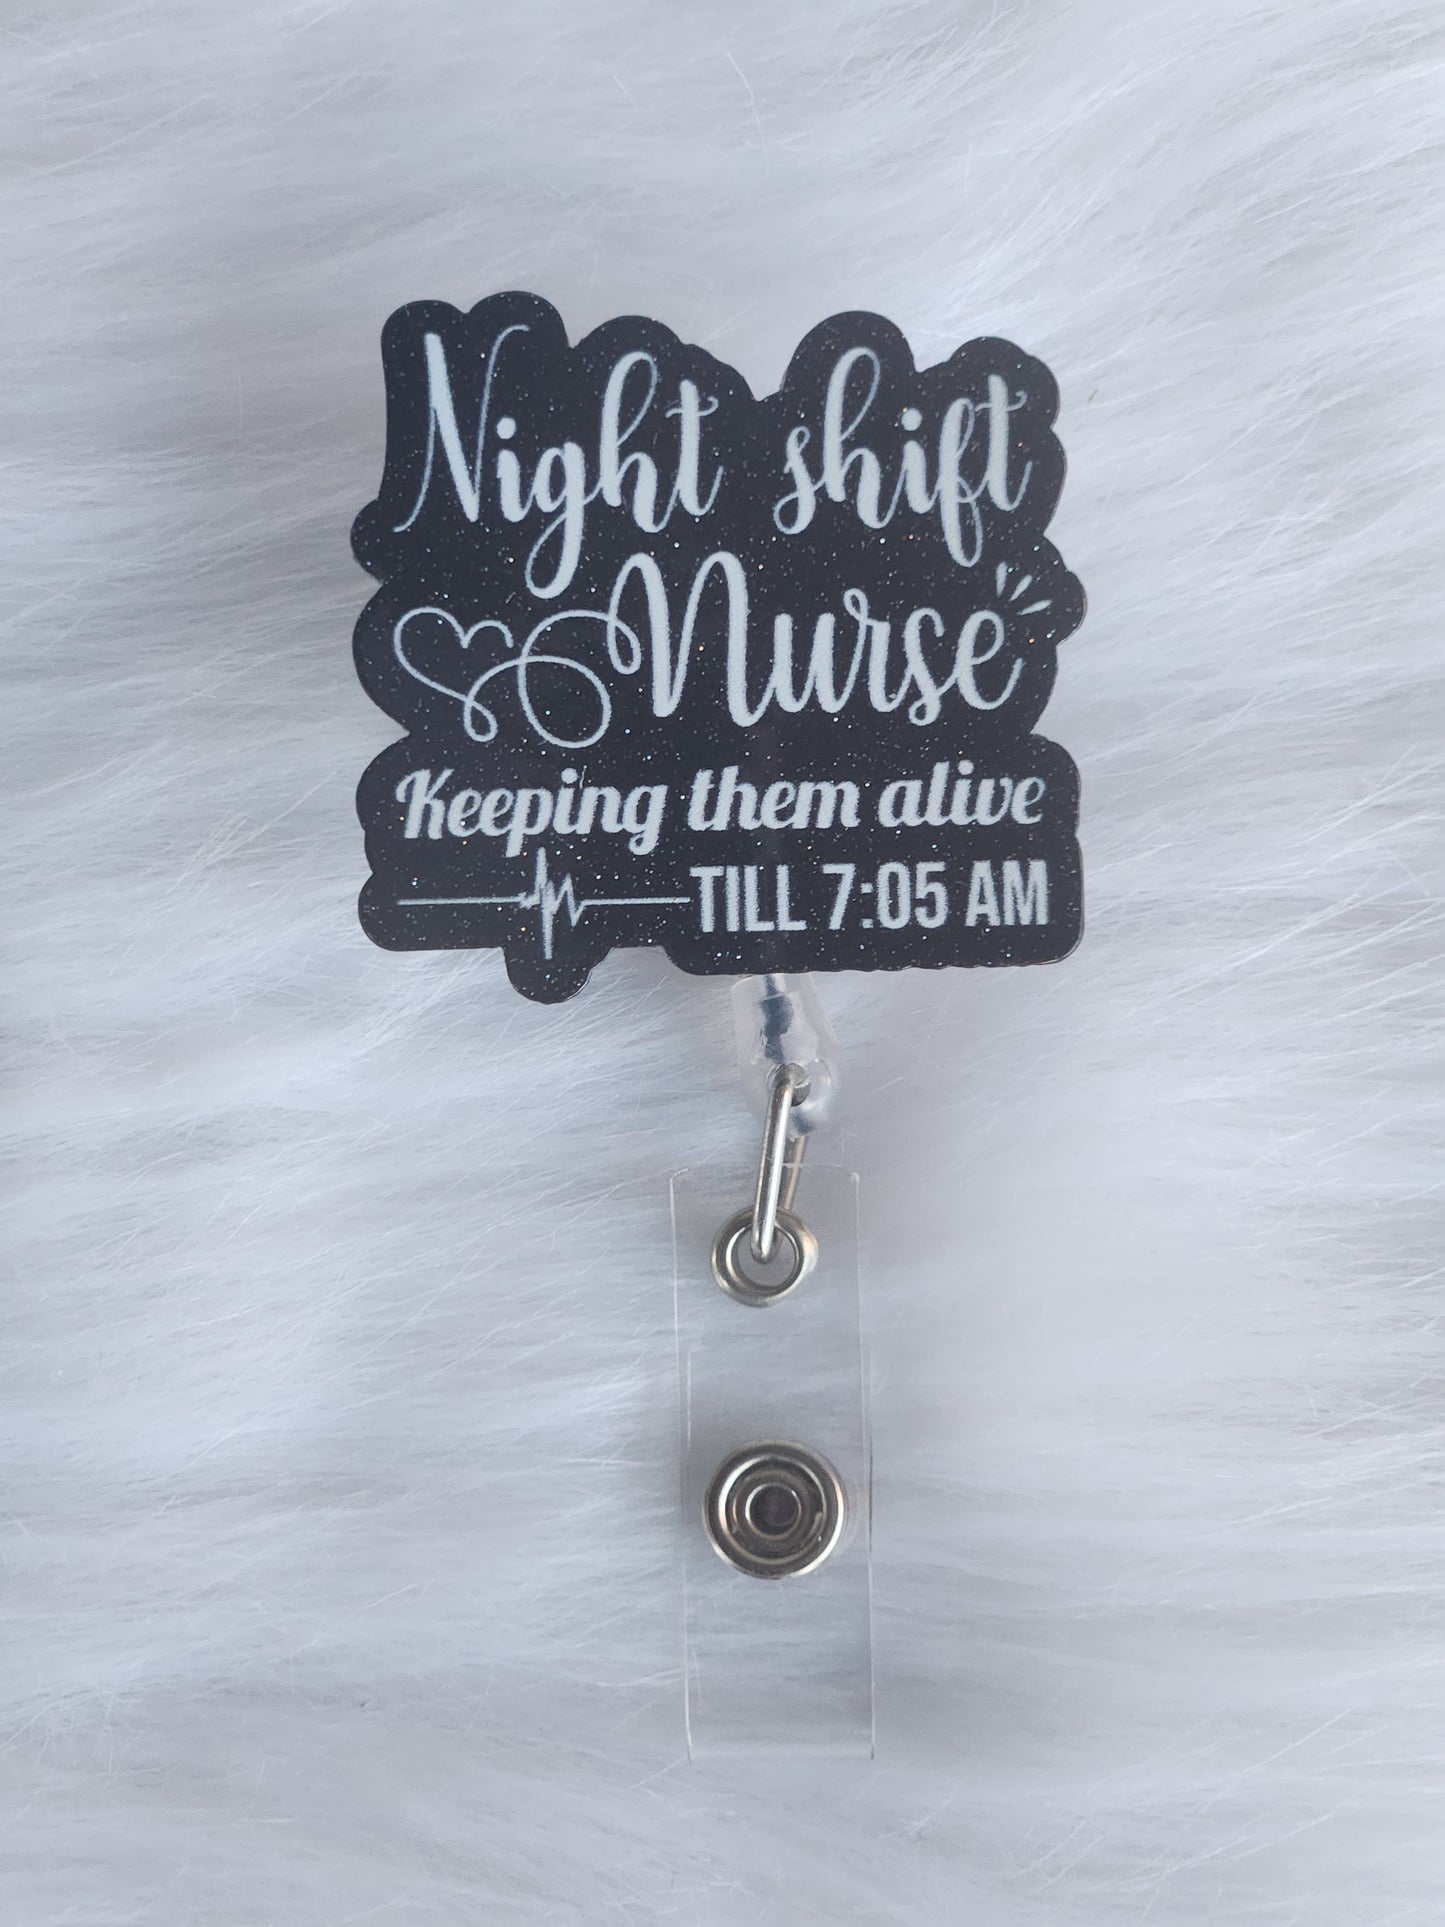 Night shift
Nurse
Keeping them alive
TILL 7:05 AM